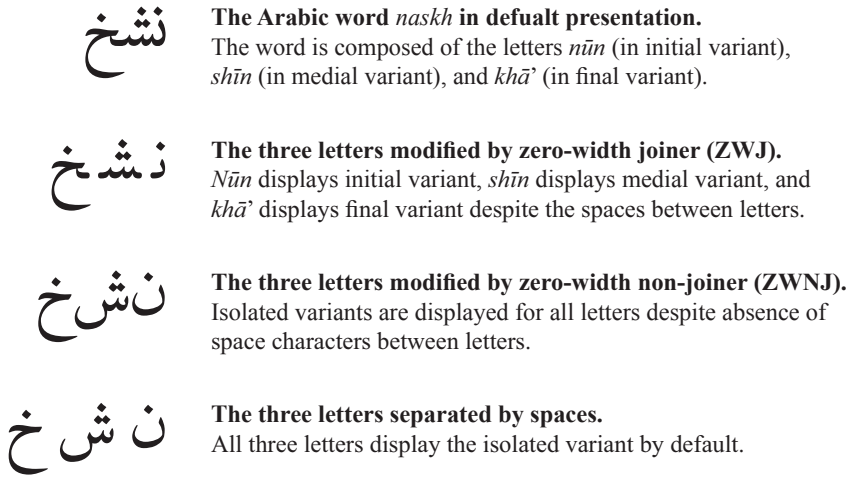 نشخ
The Arabic word naskh in defualt presentation.
The word is composed of the letters nūn (in initial variant),
shīn (in medial variant), and khā’ (in final variant).
ن‍ ‍ش‍ ‍خ
The three letters modified by zero-width joiner (ZWJ).
Nūn displays initial variant, shīn displays medial variant, and
khā’ displays final variant despite the spaces between letters.
ن‌ش‌خ
The three letters modified by zero-width non-joiner (ZWNJ).
Isolated variants are displayed for all letters despite absence of
space characters between letters.
ن ش خ
The three letters separated by spaces.
All three letters display the isolated variant by default.